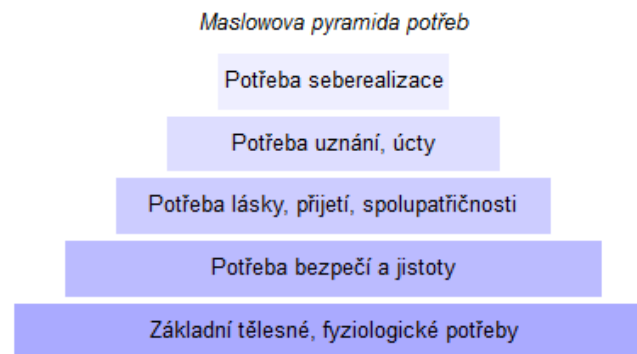 Maslowova pyramida potřeb
Potřeba seberealizace
Potřeba uznání, úcty
Potřeba lásky, přijetí, spolupatřičnosti
Potřeba bezpečí a jistoty
Základní tělesné, fyziologické potřeby